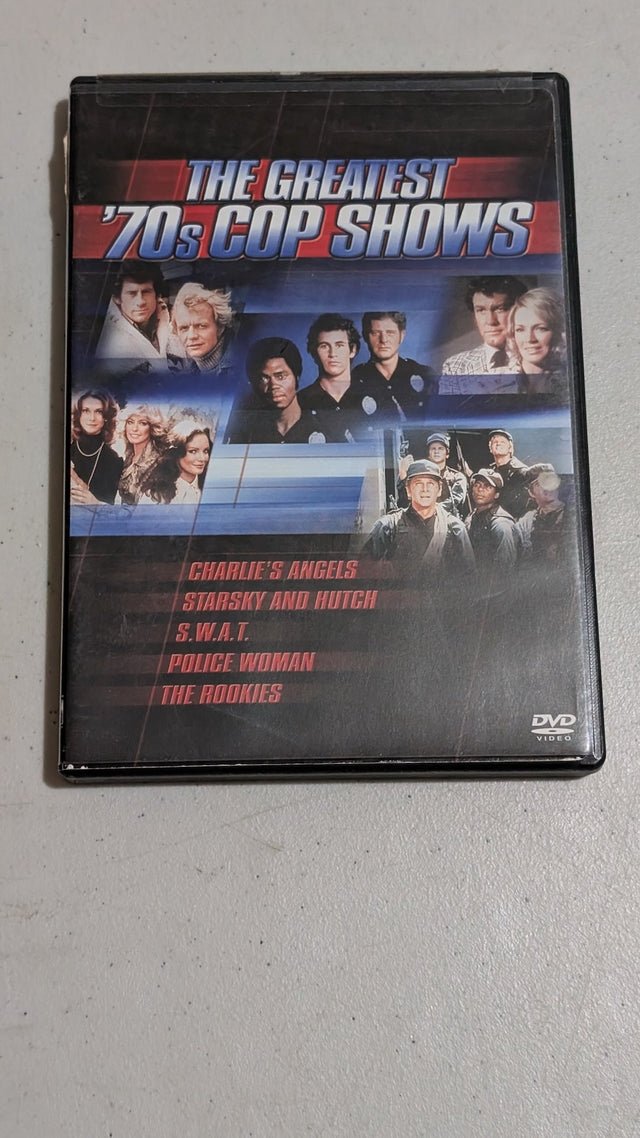 THE GREATEST
'70s COP SHOWS
CHARLIE'S ANGELS
STARSKY AND HUTCH
S.W.A.T.
POLICE WOMAN
THE ROOKIES
DVD
VIDEO